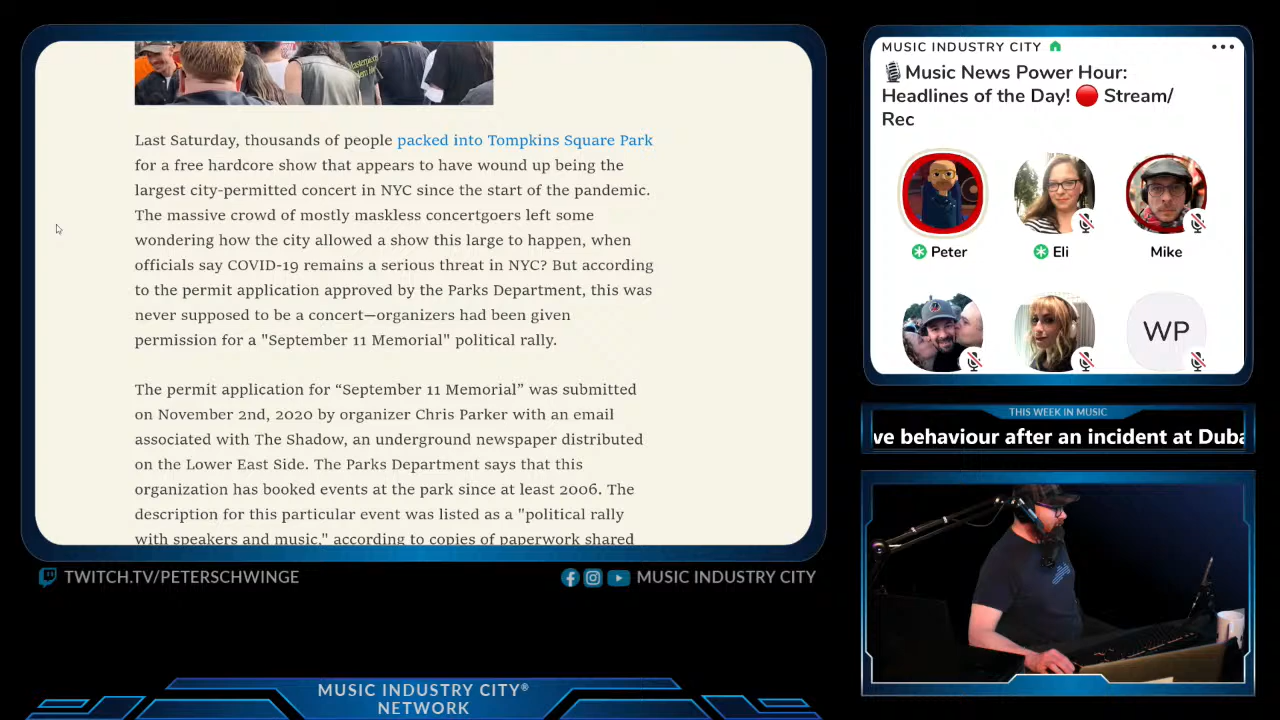 Last Saturday, thousands of people packed into Tompkins Square Park
for a free hardcore show that appears to have wound up being the
largest city-permitted concert in NYC since the start of the pandemic.
The massive crowd of mostly maskless concertgoers left some
wondering how the city allowed a show this large to happen, when
officials say COVID-19 remains a serious threat in NYC? But according
to the permit application approved by the Parks Department, this was
never supposed to be a concert—organizers had been given
permission for a "September 11 Memorial" political rally.
The permit application for “September 11 Memorial” was submitted
on November 2nd, 2020 by organizer Chris Parker with an email
associated with The Shadow, an underground newspaper distributed
on the Lower East Side. The Parks Department says that this
organization has booked events at the park since at least 2006. The
description for this particular event was listed as a "political rally
with speakers and music," according to copies of paperwork shared
TWITCH.TV/PETERSCHWINGE
MUSIC INDUSTRY CITY
MUSIC INDUSTRY CITY®
NETWORK
MUSIC INDUSTRY CITY
🎙️Music News Power Hour:
Headlines of the Day! 🔴 Stream/
Rec
Peter
Eli
Mike
WP
THIS WEEK IN MUSIC
ve behaviour after an incident at Duba